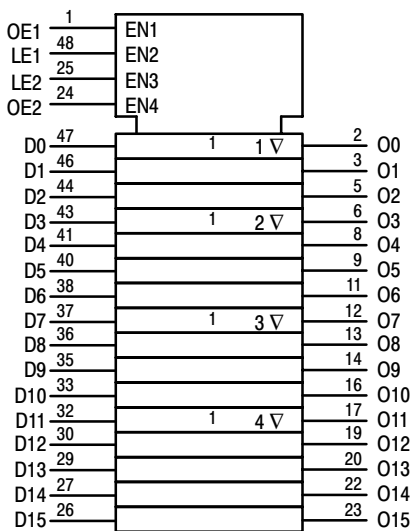 OE1 1 EN1
LE1 48 EN2
LE2 25 EN3
OE2 24 EN4
D0 47 1 1 ∇ 2 O0
D1 46 3 O1
D2 44 5 O2
D3 43 1 2 ∇ 6 O3
D4 41 8 O4
D5 40 9 O5
D6 38 11 O6
D7 37 1 3 ∇ 12 O7
D8 36 13 O8
D9 35 14 O9
D10 33 16 O10
D11 32 1 4 ∇ 17 O11
D12 30 19 O12
D13 29 20 O13
D14 27 22 O14
D15 26 23 O15